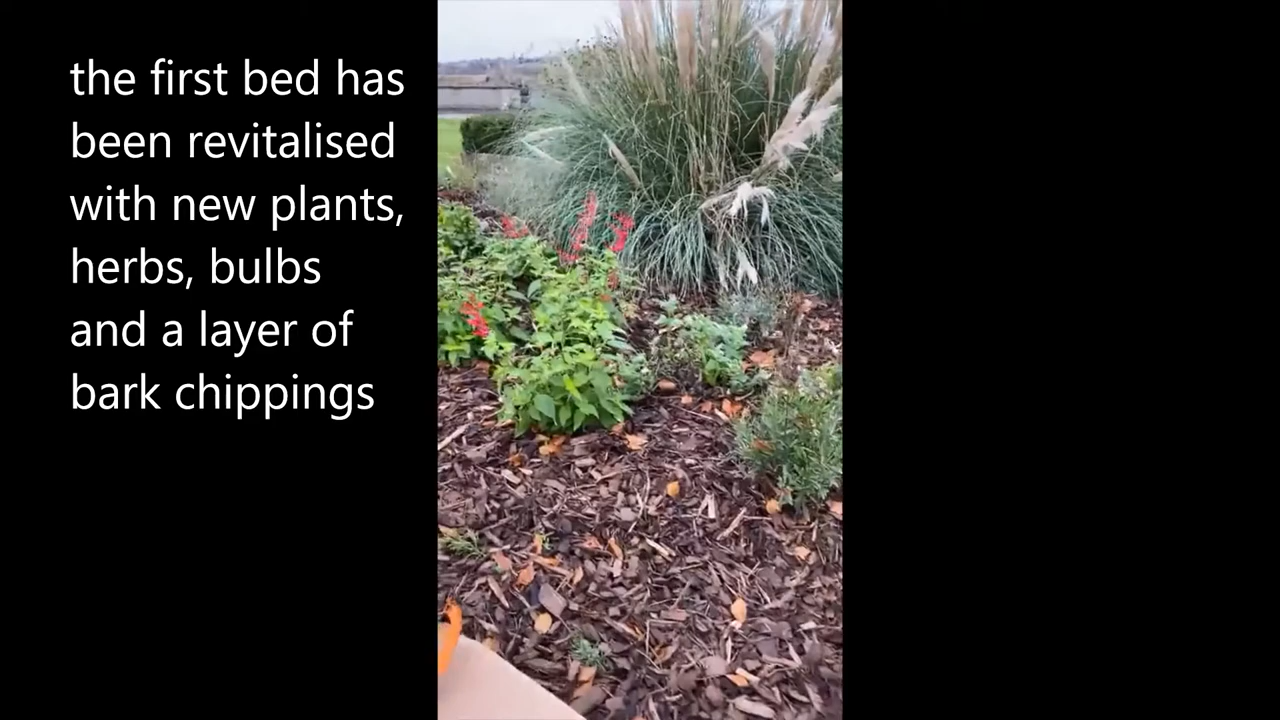 the first bed has
been revitalised
with new plants,
herbs, bulbs
and a layer of
bark chippings